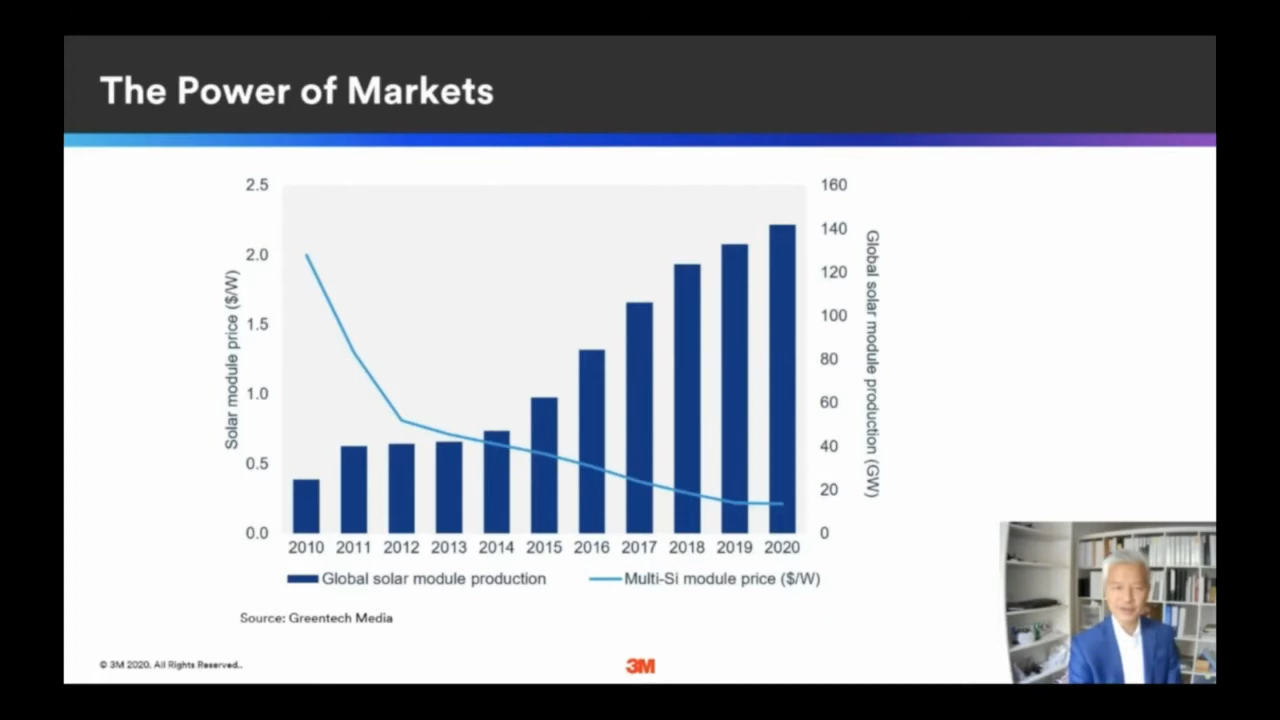 The Power of Markets
2.5
2.0
1.5
1.0
0.5
0.0
Solar module price ($/W)
160
140
120
100
80
60
40
20
0
Global solar module production (GW)
2010 2011 2012 2013 2014 2015 2016 2017 2018 2019 2020
Global solar module production Multi-Si module price ($/W)
Source: Greentech Media
© 3M 2020. All Rights Reserved..
3M